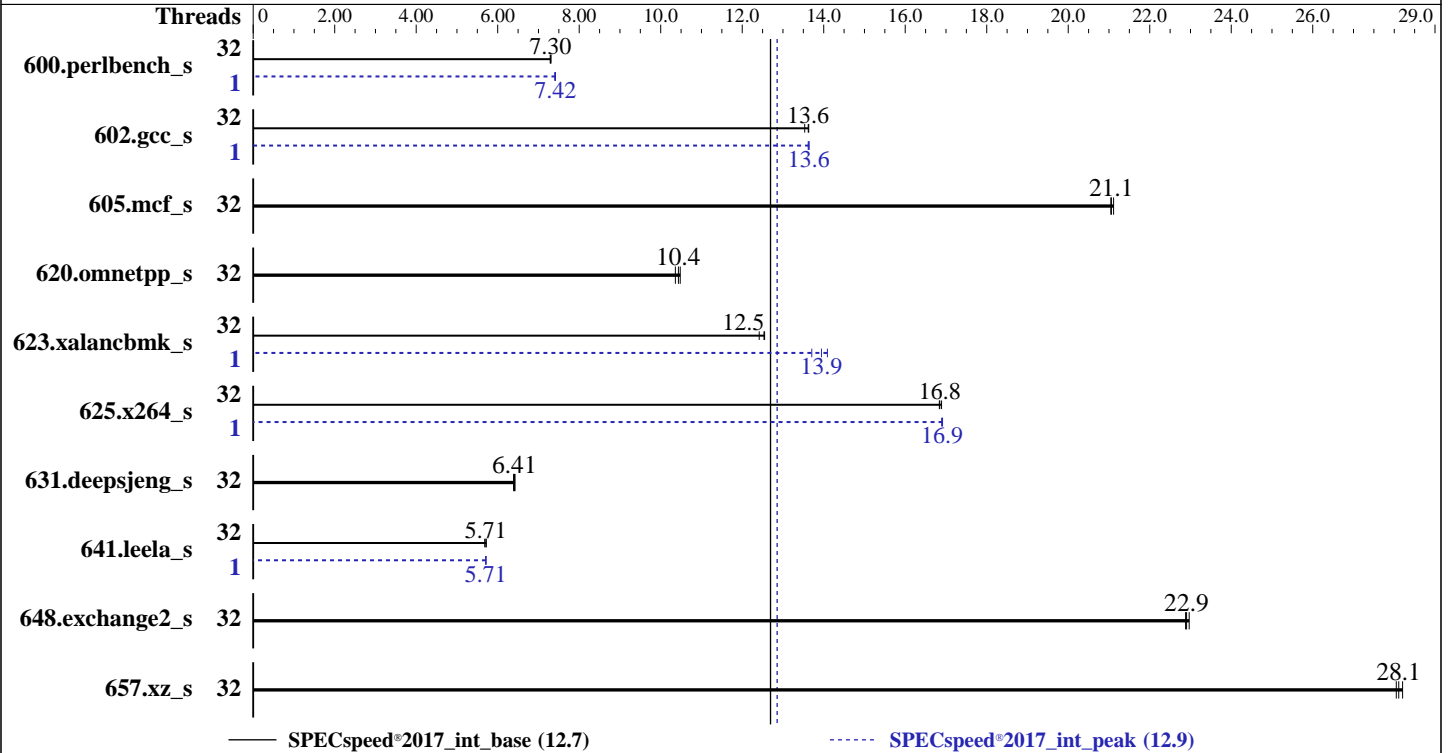 Threads 0 2.00 4.00 6.00 8.00 10.0 12.0 14.0 16.0 18.0 20.0 22.0 24.0 26.0 29.0
600.perlbench_s 32 7.30
1 7.42
602.gcc_s 32 13.6
1 13.6
605.mcf_s 32 21.1
620.omnetpp_s 32 10.4
623.xalancbmk_s 32 12.5
1 13.9
625.x264_s 32 16.8
1 16.9
631.deepsjeng_s 32 6.41
641.leela_s 32 5.71
1 5.71
648.exchange2_s 32 22.9
657.xz_s 32 28.1
SPECspeed®2017_int_base (12.7) SPECspeed®2017_int_peak (12.9)